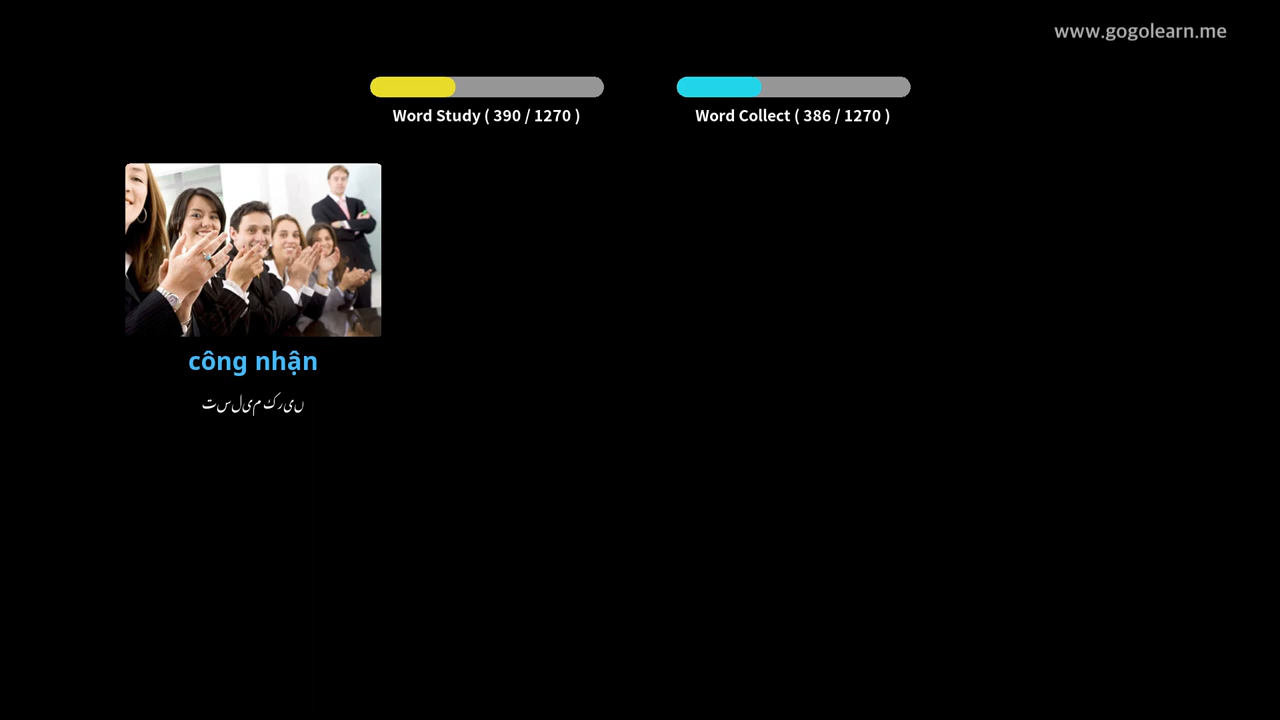 www.gogolearn.me
Word Study ( 390 / 1270 )
Word Collect ( 386 / 1270 )
công nhận
تسلیم کریں